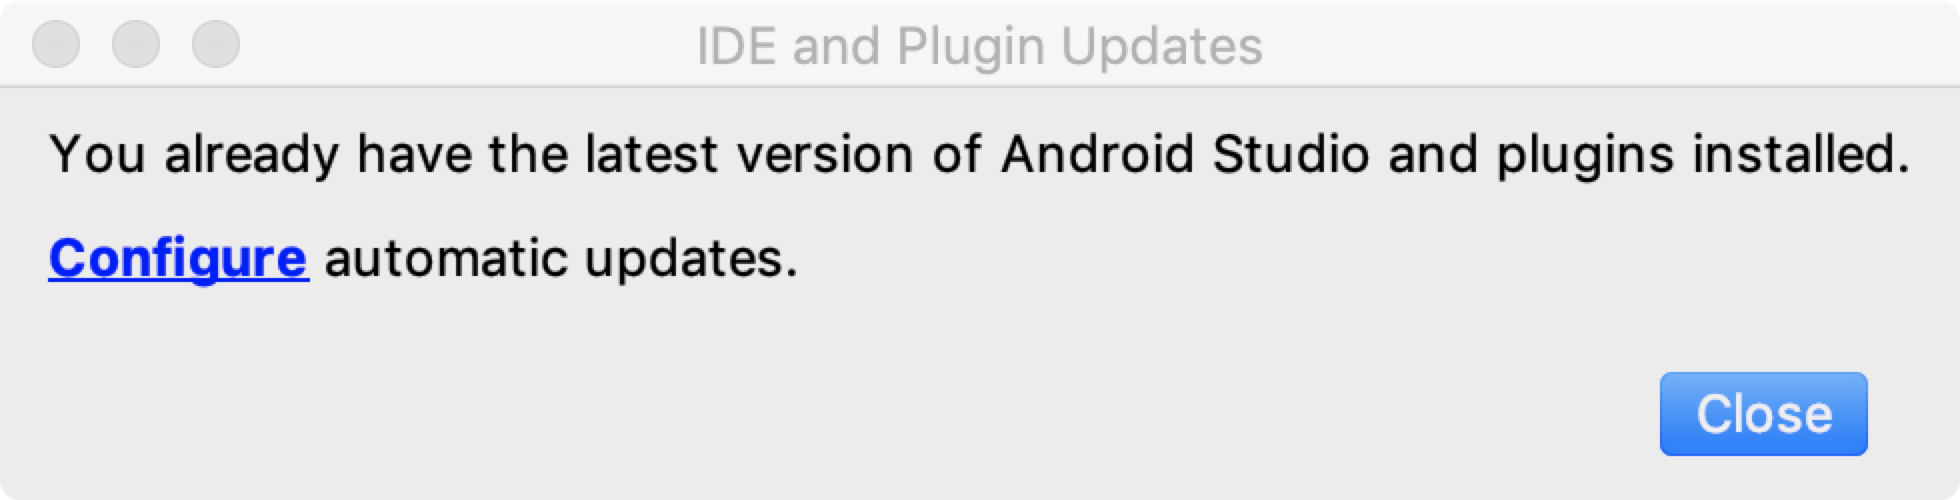 IDE and Plugin Updates
You already have the latest version of Android Studio and plugins installed.
Configure automatic updates.
Close